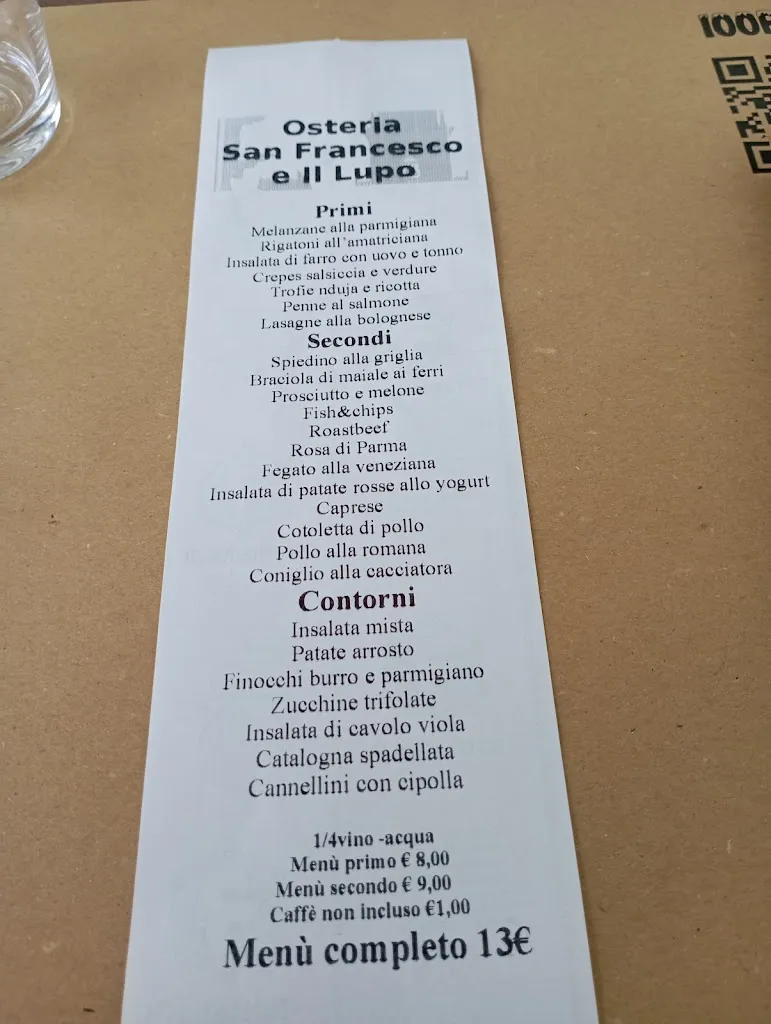 Osteria
San Francesco
e Il Lupo
Primi
Melanzane alla parmigiana
Rigatoni all'amatriciana
Insalata di farro con uovo e tonno
Crepes salsiccia e verdure
Trofie nduja e ricotta
Penne al salmone
Lasagne alla bolognese
Secondi
Spiedino alla griglia
Braciola di maiale ai ferri
Prosciutto e melone
Fish&chips
Roastbeef
Rosa di Parma
Fegato alla veneziana
Insalata di patate rosse allo yogurt
Caprese
Cotoletta di pollo
Pollo alla romana
Coniglio alla cacciatora
Contorni
Insalata mista
Patate arrosto
Finocchi burro e parmigiano
Zucchine trifolate
Insalata di cavolo viola
Catalogna spadellata
Cannellini con cipolla
1/4vino -acqua
Menù primo € 8,00
Menù secondo € 9,00
Caffè non incluso €1,00
Menù completo 13€